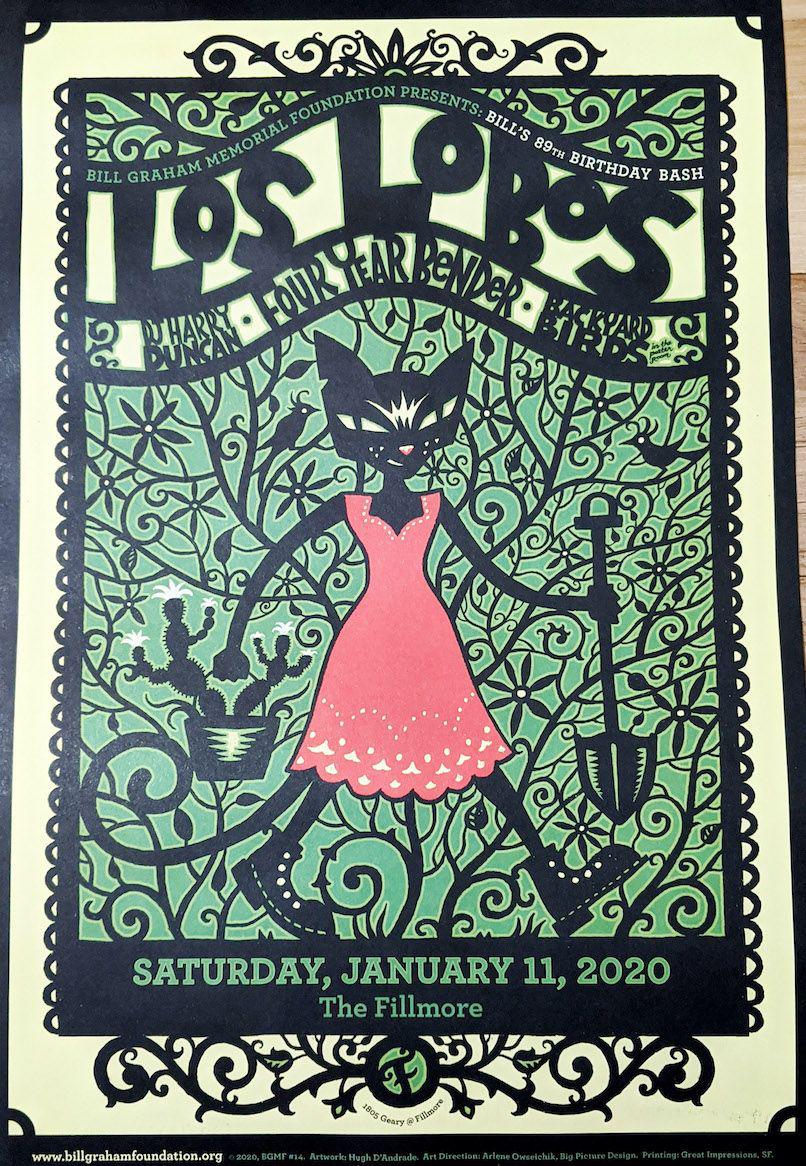 BILL GRAHAM MEMORIAL FOUNDATION PRESENTS: BILL'S 89TH BIRTHDAY BASH
LOS LOBOS
DJ HARRY DUNCAN • FOUR YEAR BENDER • BACKYARD BIRDS in the poster room
SATURDAY, JANUARY 11, 2020
The Fillmore
F
1805 Geary @ Fillmore
www.billgrahamfoundation.org © 2020, BGMF #14. Artwork: Hugh D'Andrade. Art Direction: Arlene Owseichik, Big Picture Design. Printing: Great Impressions, SF.